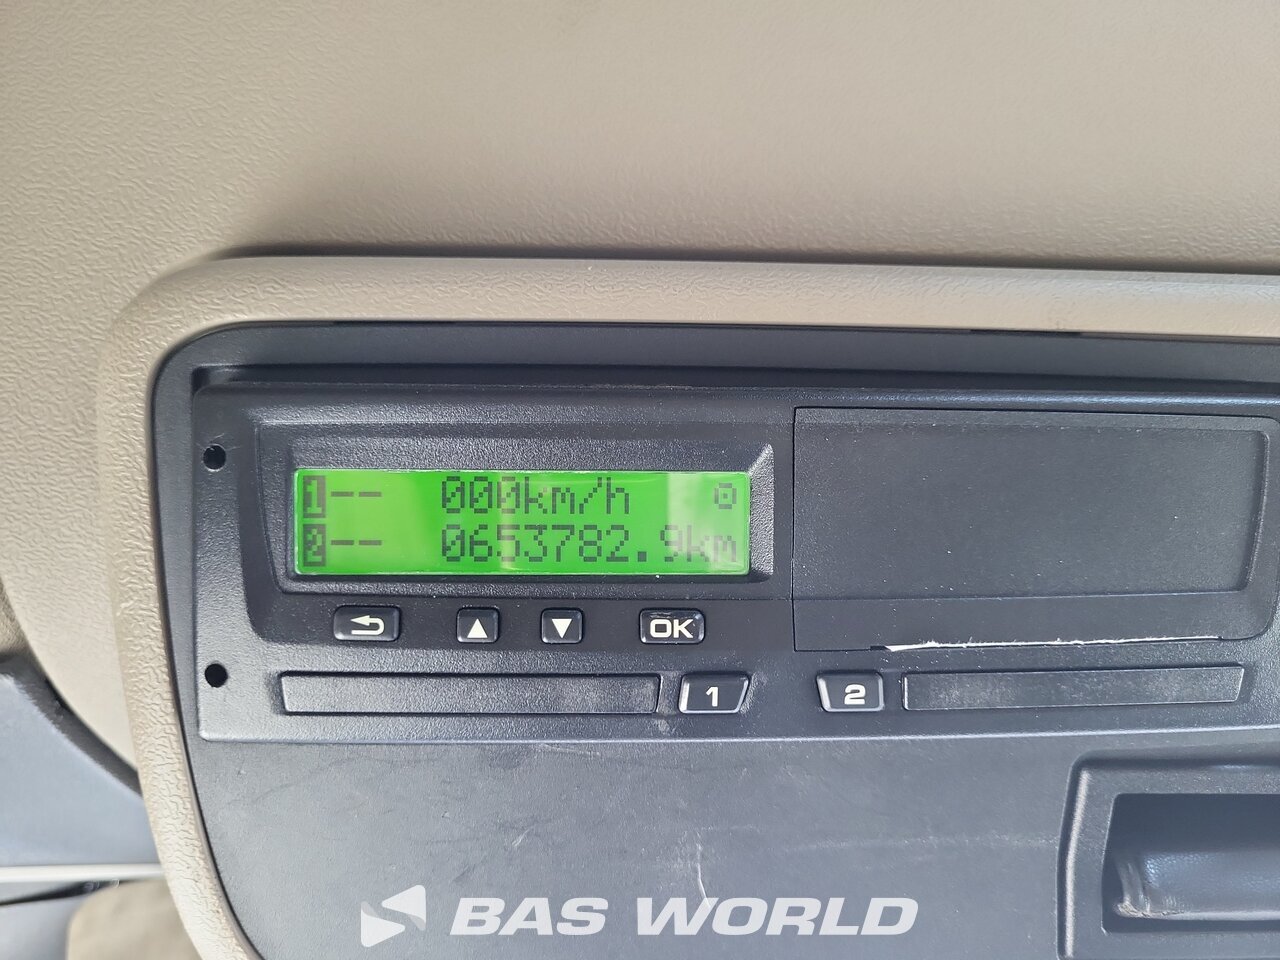 1-- 000km/h
2-- 0653782.9km
OK
1 2
BAS WORLD